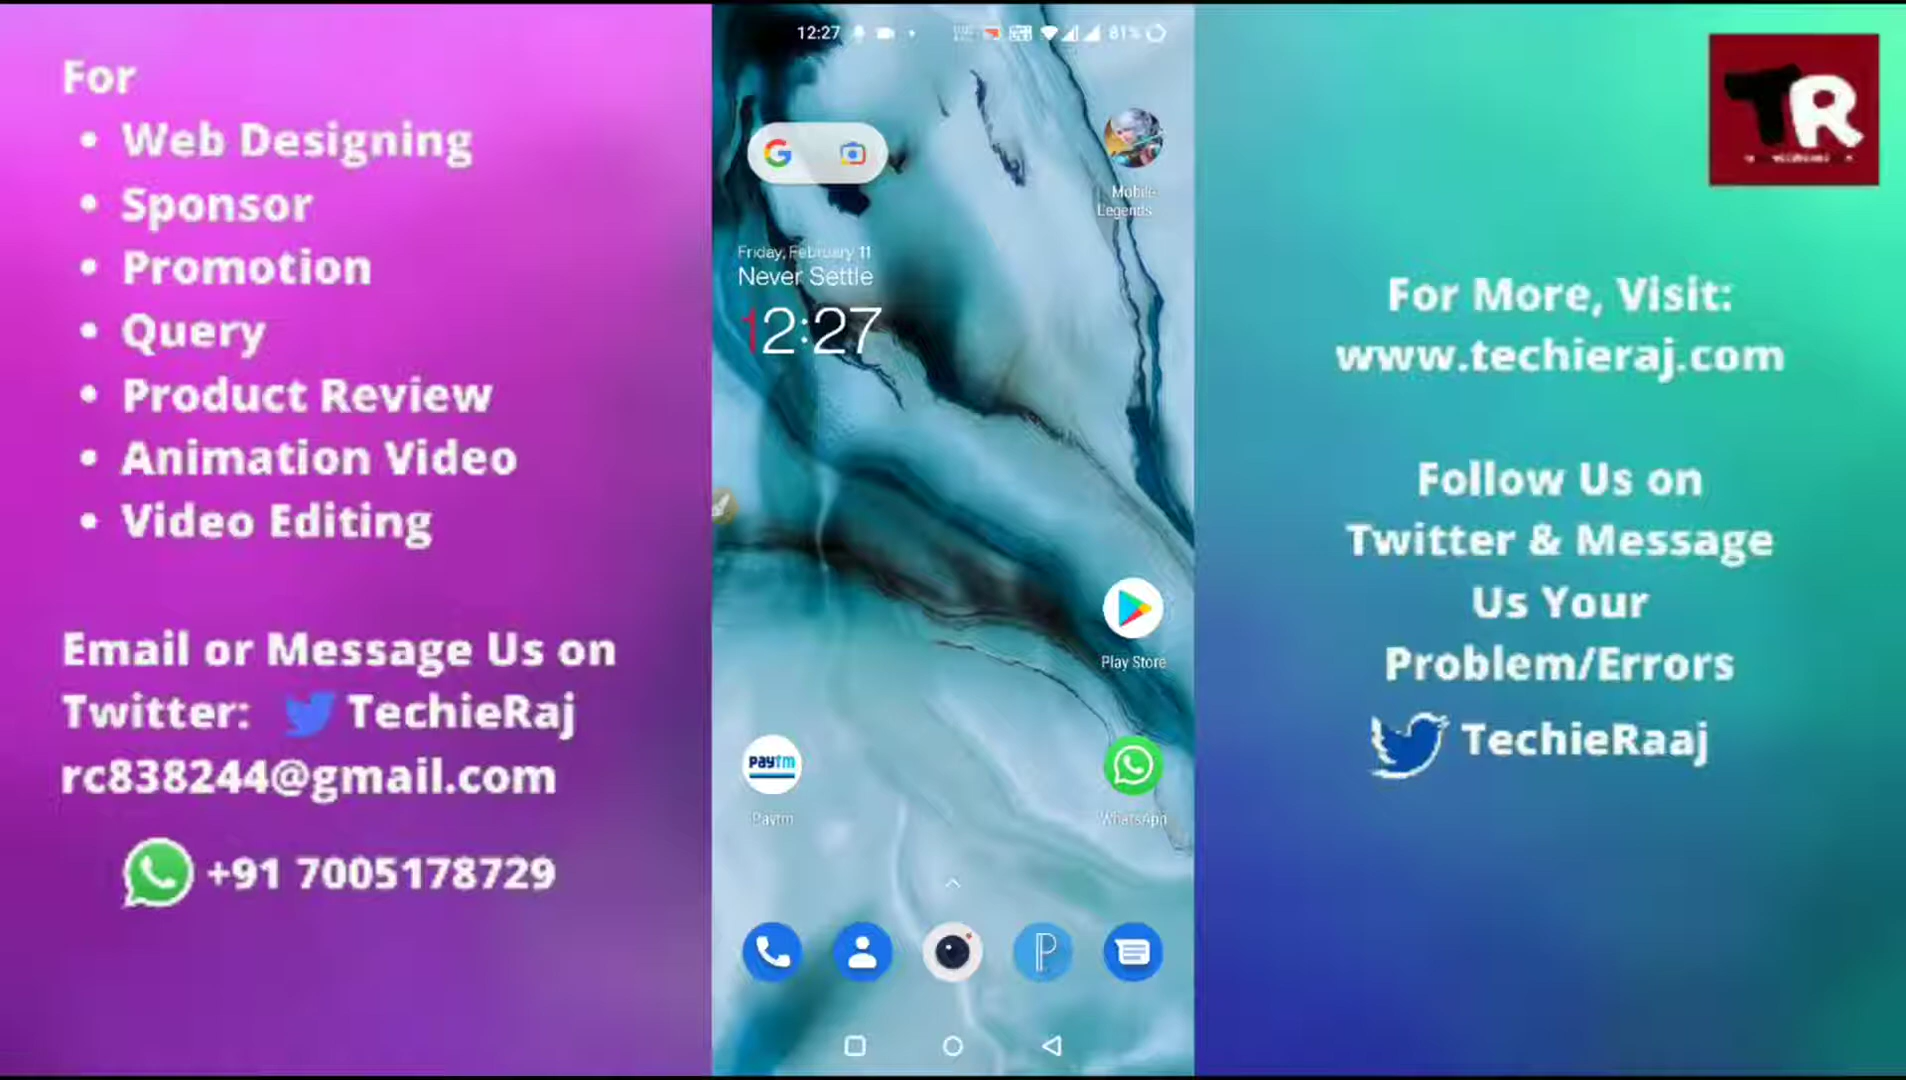 For
• Web Designing
• Sponsor
• Promotion
• Query
• Product Review
• Animation Video
• Video Editing
Email or Message Us on
Twitter: TechieRaj
rc838244@gmail.com
+91 7005178729
12:27
81%
Mobile
Legends
Friday, February 11
Never Settle
12:27
Play Store
paytm
Paytm
WhatsApp
TR
For More, Visit:
www.techieraj.com
Follow Us on
Twitter & Message
Us Your
Problem/Errors
TechieRaaj